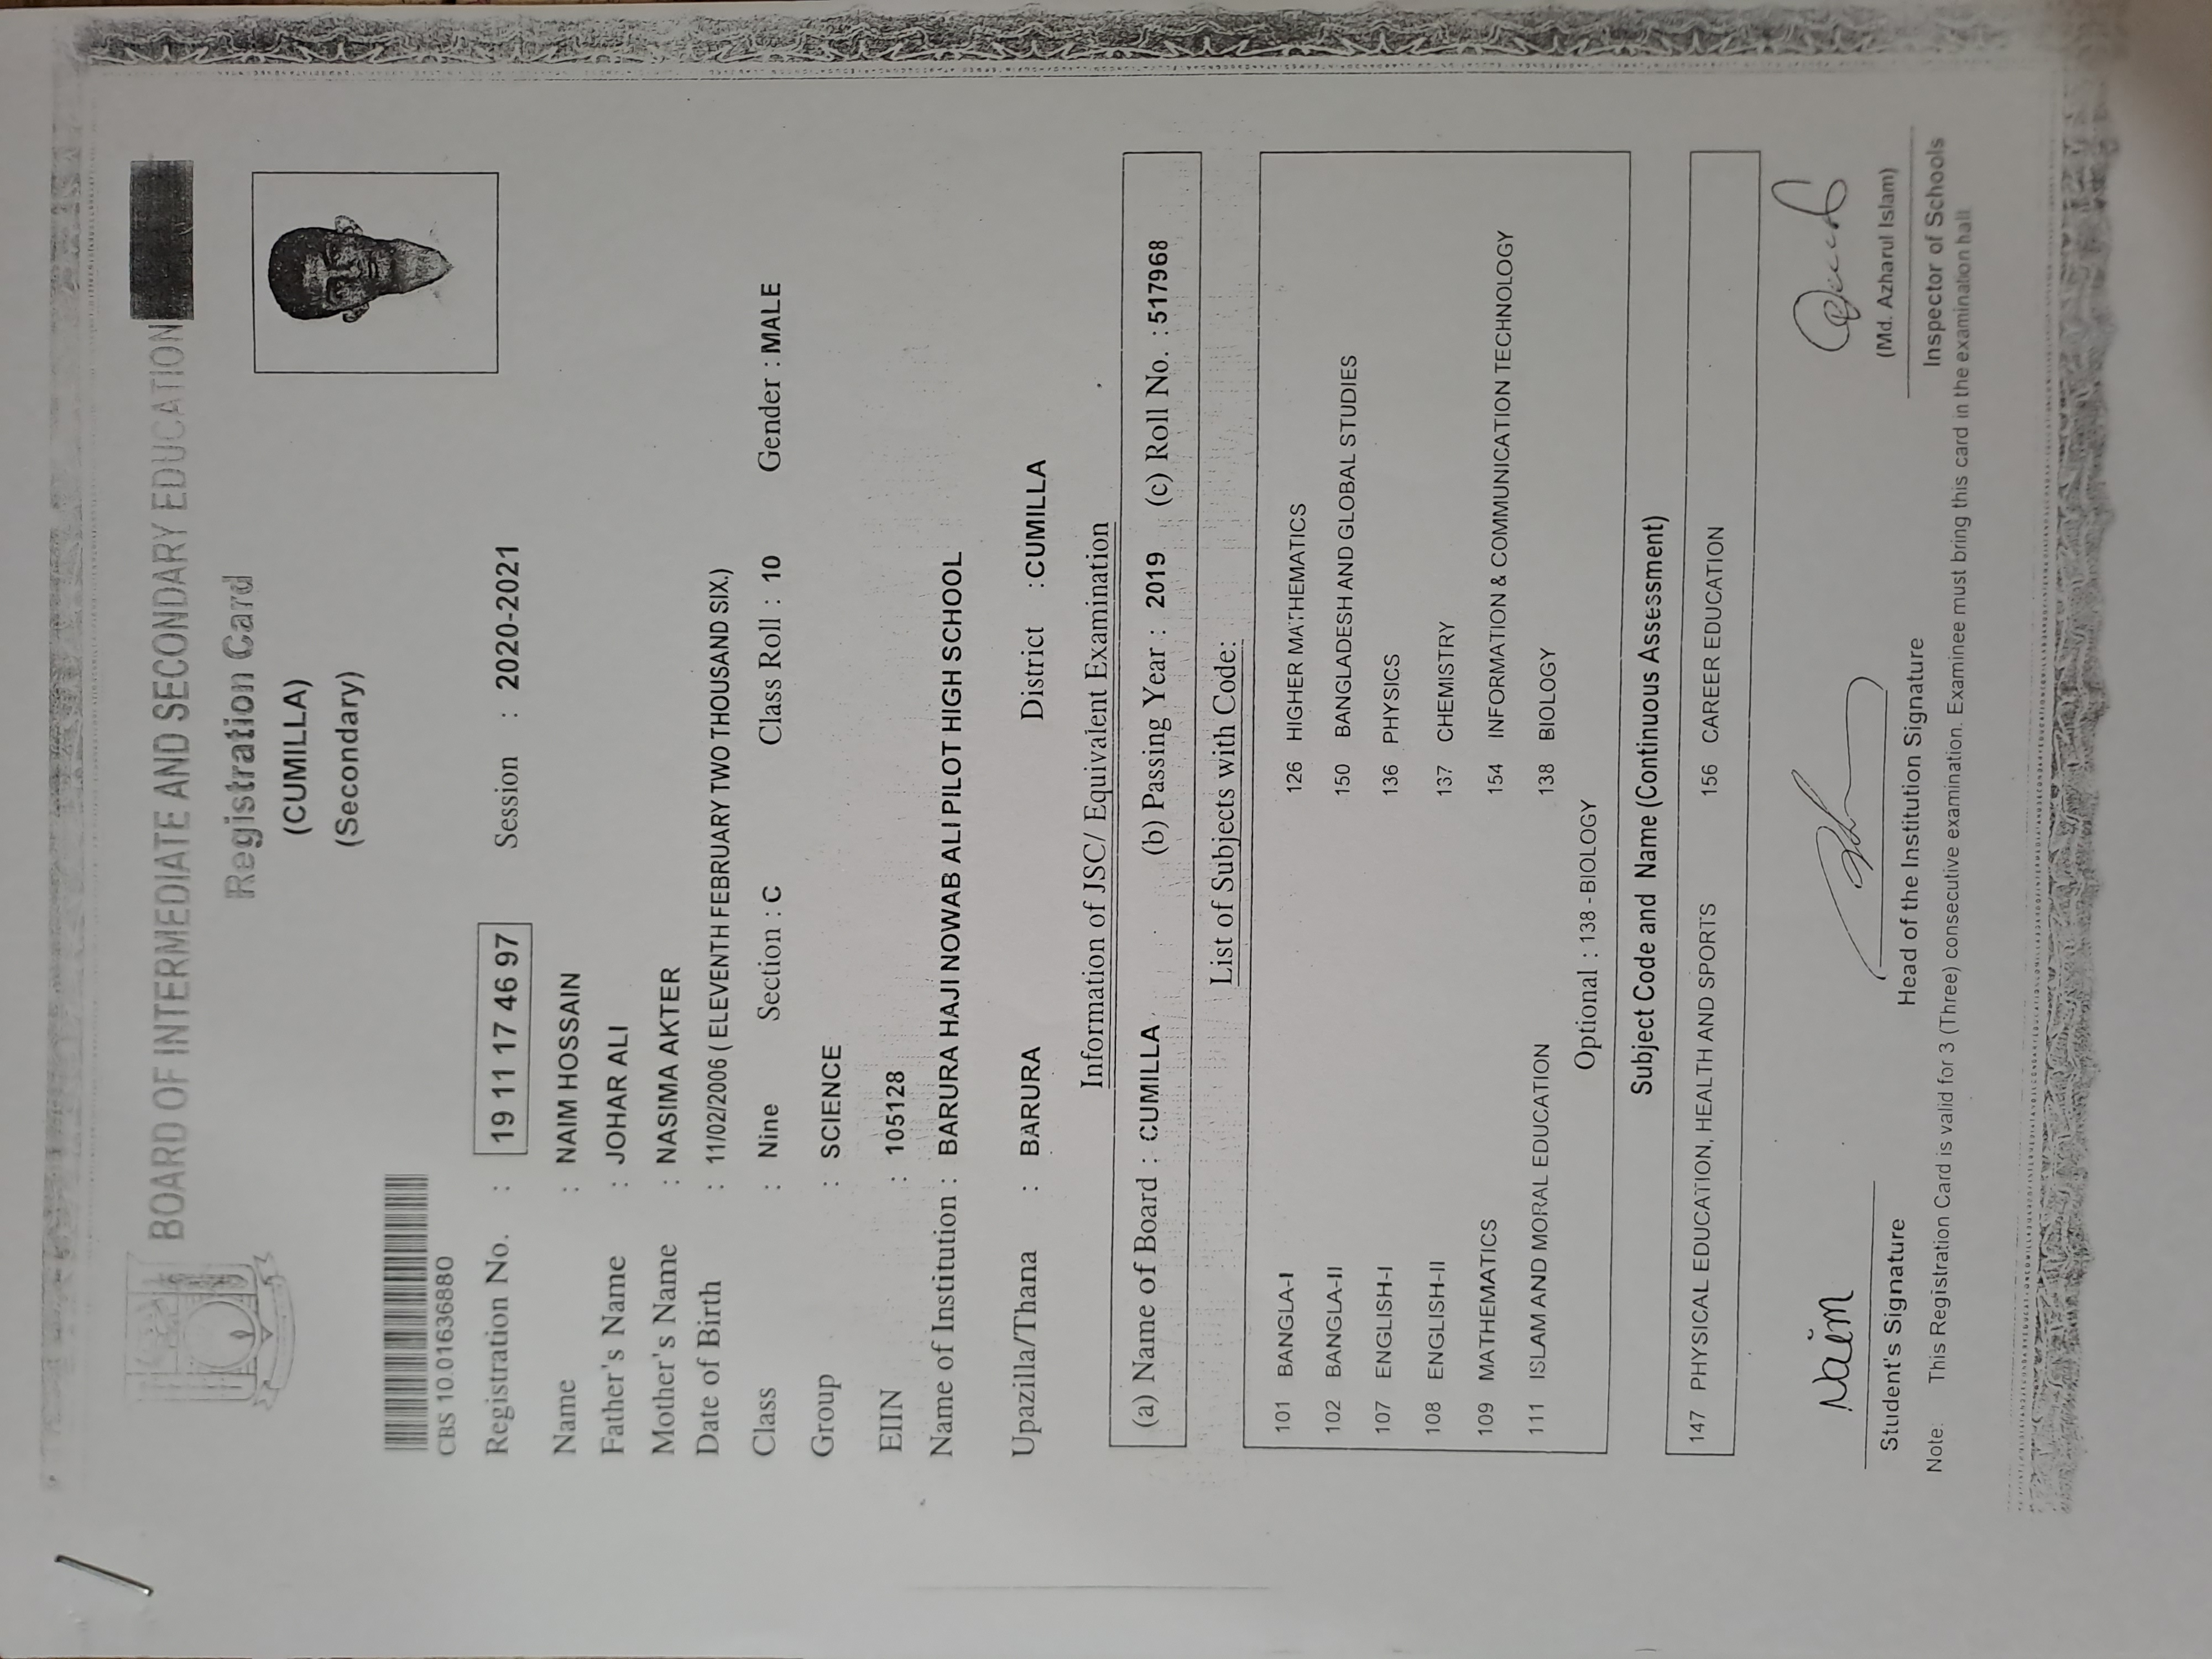 BOARD OF INTERMEDIATE AND SECONDARY EDUCATION
Registration Card
(CUMILLA)
(Secondary)
CBS 10.01636880
Registration No. : 19 11 17 46 97 Session : 2020-2021
Name : NAIM HOSSAIN
Father's Name : JOHAR ALI
Mother's Name : NASIMA AKTER
Date of Birth : 11/02/2006 ( ELEVENTH FEBRUARY TWO THOUSAND SIX.)
Class : Nine Section : C Class Roll : 10 Gender : MALE
Group : SCIENCE
EIIN : 105128
Name of Institution : BARURA HAJI NOWAB ALI PILOT HIGH SCHOOL
Upazilla/Thana : BARURA District : CUMILLA
Information of JSC/ Equivalent Examination
(a) Name of Board : CUMILLA (b) Passing Year : 2019 (c) Roll No. : 517968
List of Subjects with Code:
101 BANGLA-I 126 HIGHER MATHEMATICS
102 BANGLA-II 150 BANGLADESH AND GLOBAL STUDIES
107 ENGLISH-I 136 PHYSICS
108 ENGLISH-II 137 CHEMISTRY
109 MATHEMATICS 154 INFORMATION & COMMUNICATION TECHNOLOGY
111 ISLAM AND MORAL EDUCATION 138 BIOLOGY
Optional : 138 - BIOLOGY
Subject Code and Name (Continuous Assessment)
147 PHYSICAL EDUCATION, HEALTH AND SPORTS 156 CAREER EDUCATION
Naim
(Md. Azharul Islam)
Student's Signature Head of the Institution Signature Inspector of Schools
Note: This Registration Card is valid for 3 (Three) consecutive examination. Examinee must bring this card in the examination hall